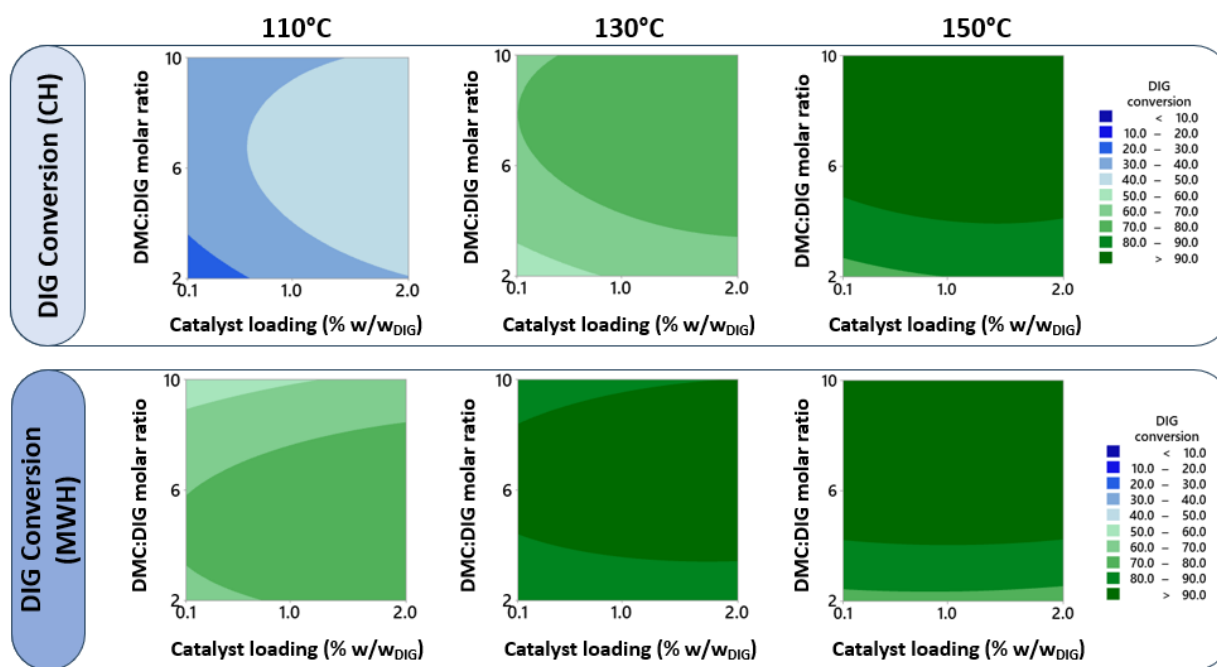 110°C 130°C 150°C
DIG Conversion (CH)
DMC:DIG molar ratio
10
6
2
0.1 1.0 2.0
Catalyst loading (% w/wDIG)
DMC:DIG molar ratio
10
6
2
0.1 1.0 2.0
Catalyst loading (% w/wDIG)
DMC:DIG molar ratio
10
6
2
0.1 1.0 2.0
Catalyst loading (% w/wDIG)
DIG
conversion
< 10.0
10.0 – 20.0
20.0 – 30.0
30.0 – 40.0
40.0 – 50.0
50.0 – 60.0
60.0 – 70.0
70.0 – 80.0
80.0 – 90.0
> 90.0
DIG Conversion
(MWH)
DMC:DIG molar ratio
10
6
2
0.1 1.0 2.0
Catalyst loading (% w/wDIG)
DMC:DIG molar ratio
10
6
2
0.1 1.0 2.0
Catalyst loading (% w/wDIG)
DMC:DIG molar ratio
10
6
2
0.1 1.0 2.0
Catalyst loading (% w/wDIG)
DIG
conversion
< 10.0
10.0 – 20.0
20.0 – 30.0
30.0 – 40.0
40.0 – 50.0
50.0 – 60.0
60.0 – 70.0
70.0 – 80.0
80.0 – 90.0
> 90.0